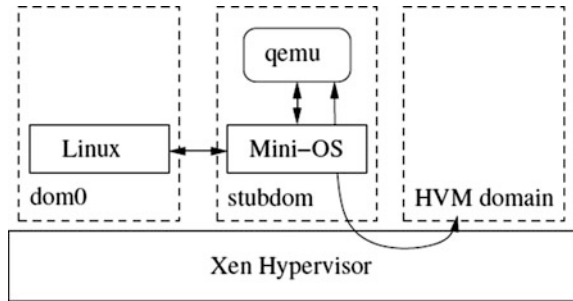 qemu
Linux
Mini-OS
dom0
stubdom
HVM domain
Xen Hypervisor